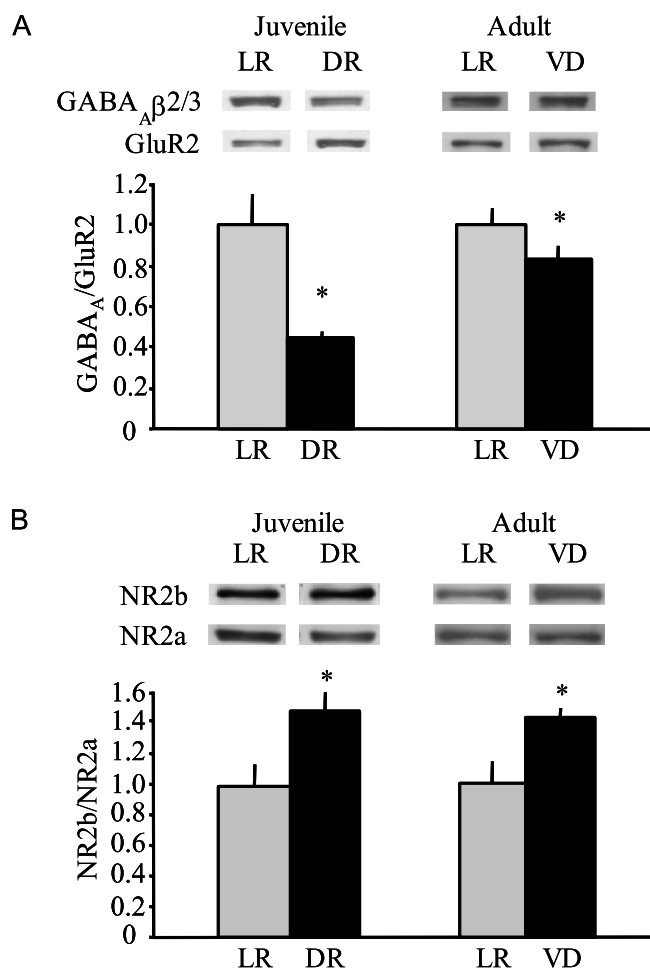 A
Juvenile Adult
LR DR LR VD
GABAAβ2/3
GluR2
GABAA/GluR2
1.2
1.0
0.8
0.6
0.4
0.2
0
*
*
LR DR LR VD
B
Juvenile Adult
LR DR LR VD
NR2b
NR2a
NR2b/NR2a
1.6
1.4
1.2
1.0
0.8
0.6
0.4
0.2
0
*
*
LR DR LR VD